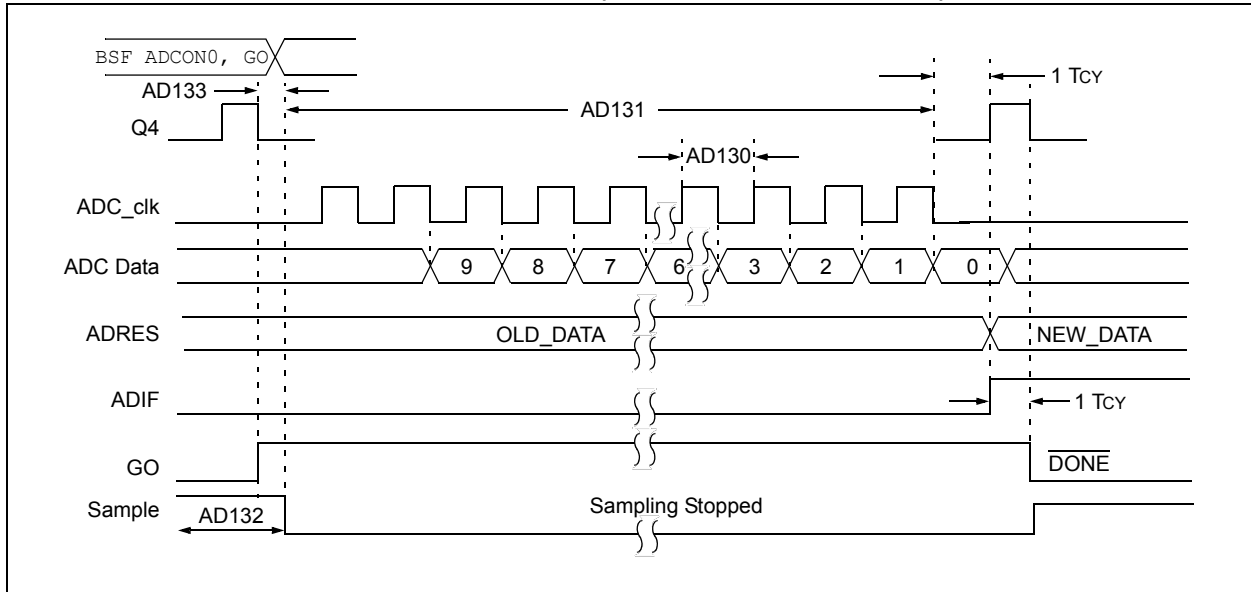 BSF ADCON0, GO
1 TCY
AD133
AD131
Q4
AD130
ADC_clk
ADC Data
9 8 7 6 3 2 1 0
ADRES
OLD_DATA
NEW_DATA
ADIF
1 TCY
GO
DONE
Sample
AD132
Sampling Stopped